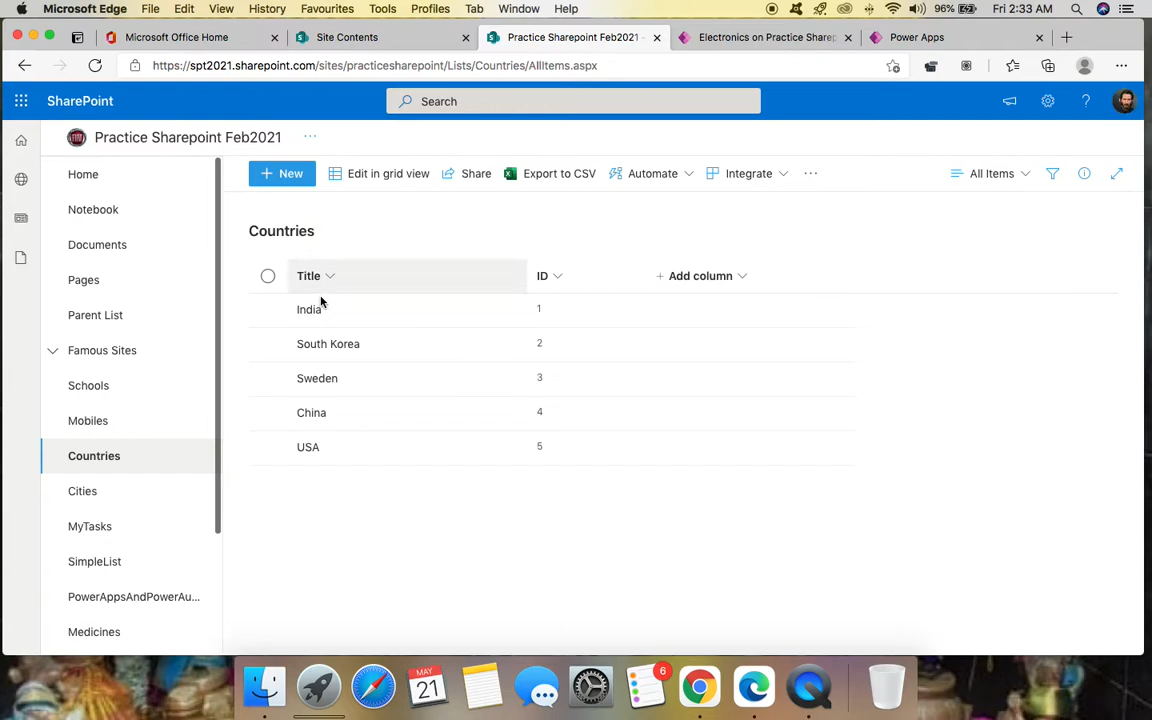 Microsoft Edge File Edit View History Favourites Tools Profiles Tab Window Help 96% Fri 2:33 AM
Microsoft Office Home Site Contents Practice Sharepoint Feb2021 - Electronics on Practice Sharep Power Apps
https://spt2021.sharepoint.com/sites/practicesharepoint/Lists/Countries/AllItems.aspx
SharePoint Search
Practice Sharepoint Feb2021
Home
Notebook
Documents
Pages
Parent List
Famous Sites
Schools
Mobiles
Countries
Cities
MyTasks
SimpleList
PowerAppsAndPowerAu...
Medicines
New Edit in grid view Share Export to CSV Automate Integrate All Items
Countries
Title ID Add column
India 1
South Korea 2
Sweden 3
China 4
USA 5
MAY
21
6